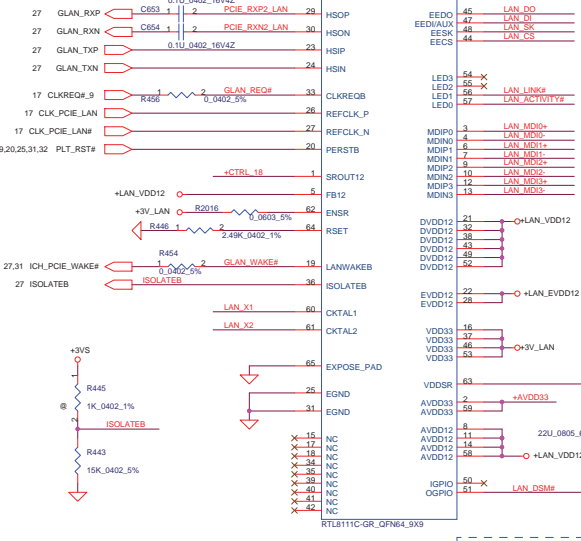 0.1U_0402_16V4Z
27 GLAN_RXP C653 1 2 PCIE_RXP2_LAN 29 HSOP
27 GLAN_RXN C654 1 2 PCIE_RXN2_LAN 30 HSON
0.1U_0402_16V4Z
27 GLAN_TXP 23 HSIP
27 GLAN_TXN 24 HSIN
17 CLKREQ#_9 1 2 GLAN_REQ# 33 CLKREQB
R456 0_0402_5%
17 CLK_PCIE_LAN 26 REFCLK_P
17 CLK_PCIE_LAN# 27 REFCLK_N
9,20,25,31,32 PLT_RST# 20 PERSTB
+CTRL_18 1 SROUT12
+LAN_VDD12 5 FB12
+3V_LAN R2016 62 ENSR
0_0603_5%
R446 1 2 64 RSET
2.49K_0402_1%
R454
27,31 ICH_PCIE_WAKE# 1 2 GLAN_WAKE# 19 LANWAKEB
0_0402_5%
27 ISOLATEB ISOLATEB 36 ISOLATEB
LAN_X1 60 CKTAL1
LAN_X2 61 CKTAL2
65 EXPOSE_PAD
25 EGND
31 EGND
15 NC
17 NC
18 NC
34 NC
35 NC
39 NC
40 NC
41 NC
42 NC
RTL8111C-GR_QFN64_9X9
+3VS
1
R445
@ 1K_0402_1%
2
ISOLATEB
R443
15K_0402_5%
EEDO 45 LAN_DO
EEDI/AUX 47 LAN_DI
EESK 48 LAN_SK
EECS 44 LAN_CS
LED3 54
LED2 55
LED1 56 LAN_LINK#
LED0 57 LAN_ACTIVITY#
MDIP0 3 LAN_MDI0+
MDIN0 4 LAN_MDI0-
MDIP1 6 LAN_MDI1+
MDIN1 7 LAN_MDI1-
MDIP2 9 LAN_MDI2+
MDIN2 10 LAN_MDI2-
MDIP3 12 LAN_MDI3+
MDIN3 13 LAN_MDI3-
DVDD12 21 +LAN_VDD12
DVDD12 32
DVDD12 38
DVDD12 43
DVDD12 49
DVDD12 52
EVDD12 22 +LAN_EVDD12
EVDD12 28
VDD33 16
VDD33 37
VDD33 46 +3V_LAN
VDD33 53
VDDSR 63
AVDD33 2 +AVDD33
AVDD33 59
AVDD12 8
AVDD12 11 22U_0805_6
AVDD12 14
AVDD12 58 +LAN_VDD12
IGPIO 50
OGPIO 51 LAN_DSM#